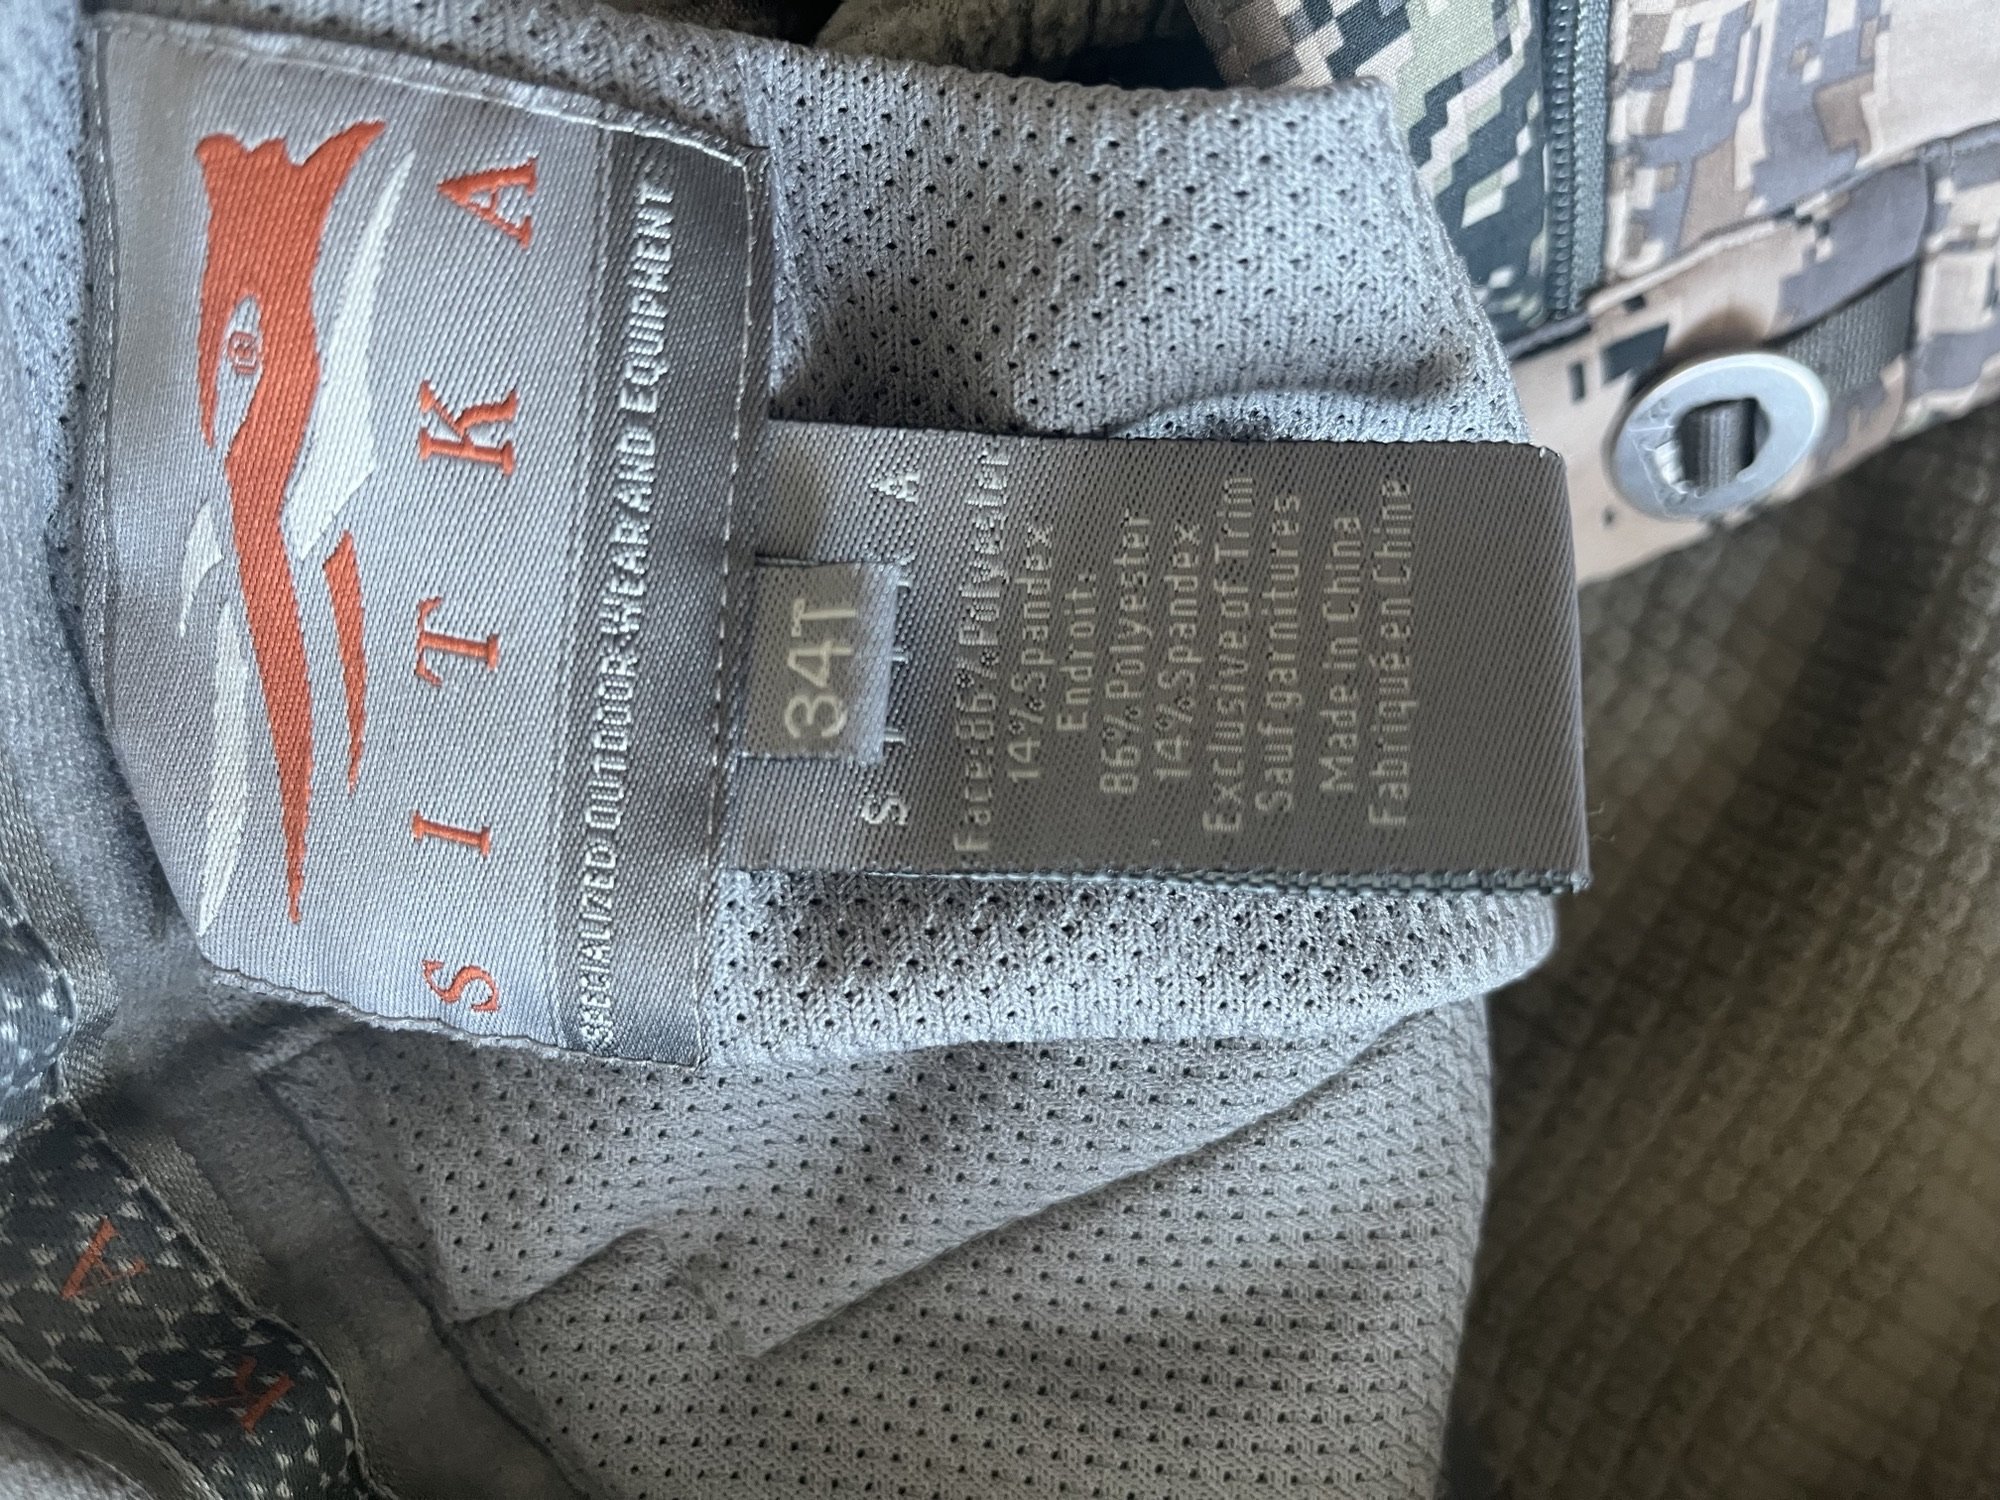 SITKA
SPECIALIZED OUTDOOR WEAR AND EQUIPMENT
34T
S I T K A
Face:86% Polyester
14% Spandex
Endroit:
86% Polyester
14% Spandex
Exclusive of Trim
Sauf garnitures
Made in China
Fabriqué en Chine
K A